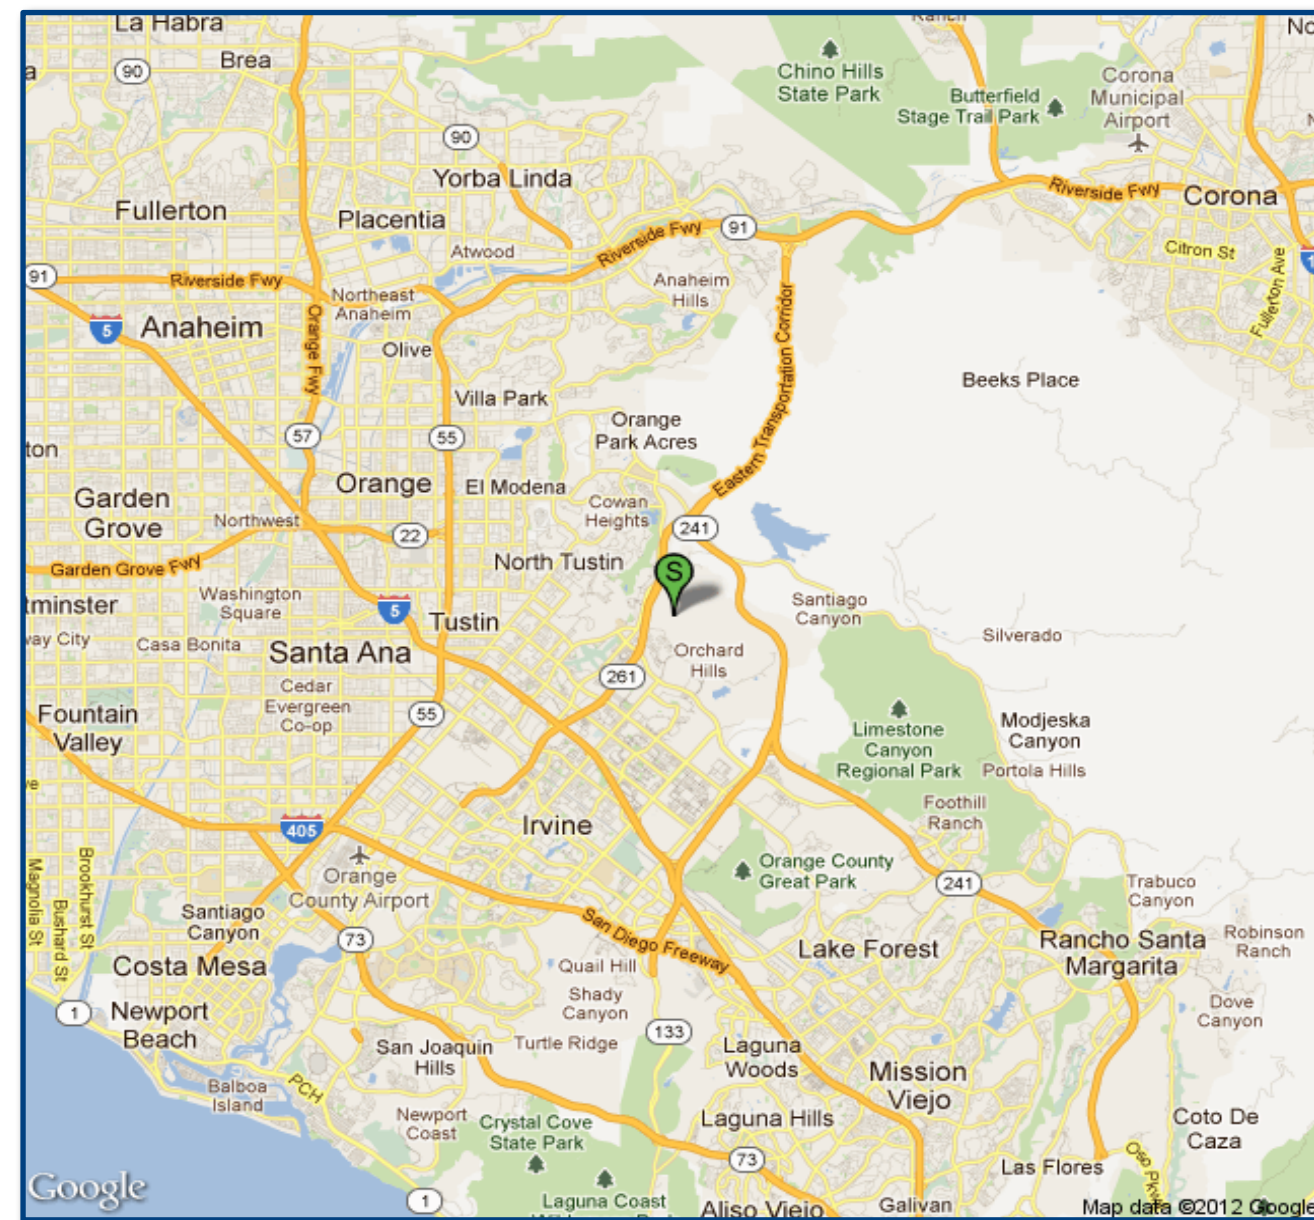 La Habra
Brea
90
Chino Hills
State Park
Butterfield
Stage Trail Park
Corona
Municipal
Airport
90
Yorba Linda
Fullerton
Placentia
Atwood
Riverside Fwy
91
Riverside Fwy
Corona
Citron St
Fullerton Ave
91
Riverside Fwy
Northeast
Anaheim
Anaheim
Hills
5
Anaheim
Orange Fwy
Olive
Eastern Transportation Corridor
Beeks Place
Villa Park
Orange
Park Acres
57
55
Orange
El Modena
Garden
Grove
Northwest
22
Cowan
Heights
241
Garden Grove Fwy
North Tustin
S
Washington
Square
5
Tustin
Santiago
Canyon
Silverado
Casa Bonita
Santa Ana
Orchard
Hills
261
Cedar
Evergreen
Co-op
55
Fountain
Valley
Limestone
Canyon
Regional Park
Modjeska
Canyon
Portola Hills
Foothill
Ranch
405
Irvine
Orange
County Airport
Orange County
Great Park
241
Trabuco
Canyon
Magnolia St
Bushard St
Brookhurst St
Santiago
Canyon
73
San Diego Freeway
Lake Forest
Rancho Santa
Margarita
Robinson
Ranch
Costa Mesa
Quail Hill
Shady
Canyon
Dove
Canyon
1
Newport
Beach
San Joaquin
Hills
Turtle Ridge
133
Laguna
Woods
Mission
Viejo
Balboa
Island
PCH
Newport
Coast
Crystal Cove
State Park
Laguna Hills
Coto De
Caza
73
Las Flores
Oso Pkwy
Google
1
Laguna Coast
Aliso Viejo
Galivan
Map data ©2012 Google